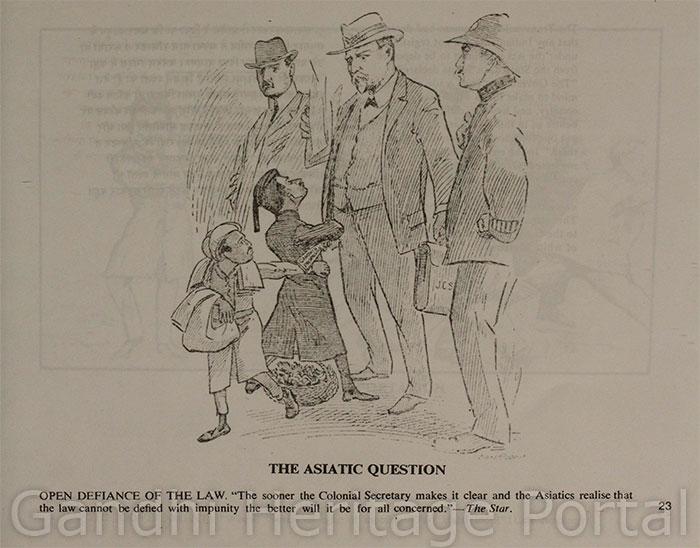 J.C.S
THE ASIATIC QUESTION
OPEN DEFIANCE OF THE LAW. "The sooner the Colonial Secretary makes it clear and the Asiatics realise that
the law cannot be defied with impunity the better will it be for all concerned."—The Star.
23
Gandhi Heritage Portal